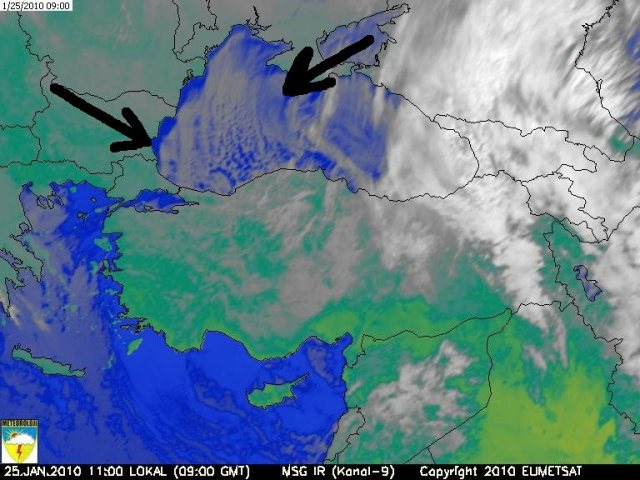 1/25/2010 09:00
METEOROLOJI
25.JAN.2010 11:00 LOKAL (09:00 GMT) MSG IR (Kanal-9) Copyright 2010 EUMETSAT